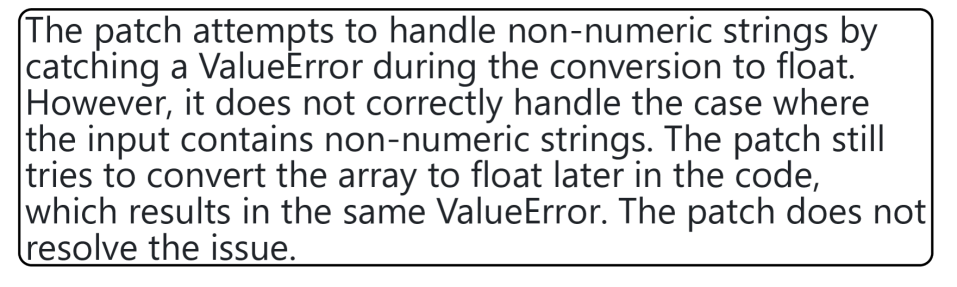 The patch attempts to handle non-numeric strings by
catching a ValueError during the conversion to float.
However, it does not correctly handle the case where
the input contains non-numeric strings. The patch still
tries to convert the array to float later in the code,
which results in the same ValueError. The patch does not
resolve the issue.